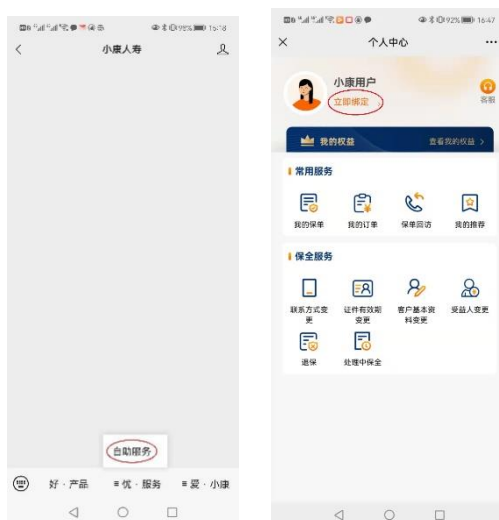 15:18
小康人寿
自助服务
好·产品
优·服务
爱·小康
92% 16:47
个人中心
小康用户
立即绑定
客服
我的权益
查看我的权益 >
常用服务
我的保单
我的订单
保单回访
我的推荐
保全服务
联系方式变
更
证件有效期
变更
客户基本资
料变更
受益人变更
退保
处理中保全